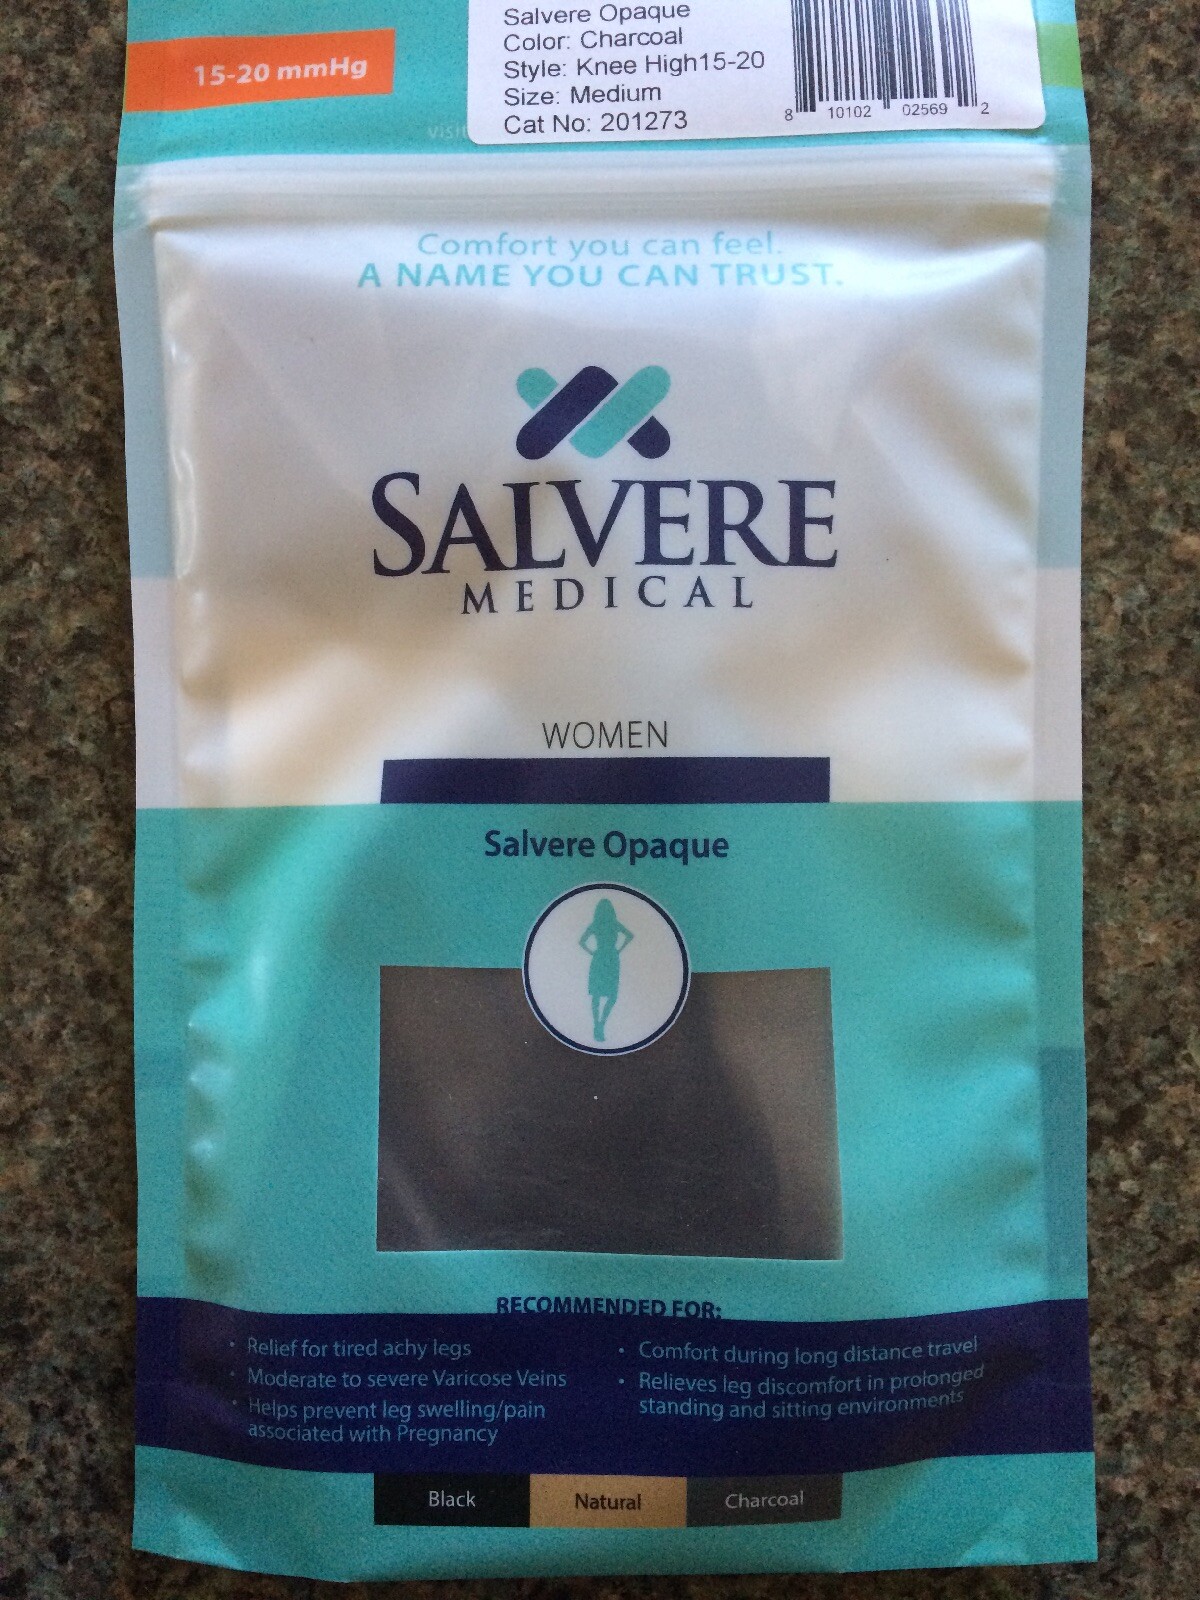 Salvere Opaque
Color: Charcoal
Style: Knee High15-20
Size: Medium
Cat No: 201273
8 10102 02569 2
15-20 mmHg
VISIT
Comfort you can feel.
A NAME YOU CAN TRUST.
SALVERE
MEDICAL
WOMEN
Salvere Opaque
RECOMMENDED FOR:
• Relief for tired achy legs
• Moderate to severe Varicose Veins
• Helps prevent leg swelling/pain
associated with Pregnancy
• Comfort during long distance travel
• Relieves leg discomfort in prolonged
standing and sitting environments
Black
Natural
Charcoal